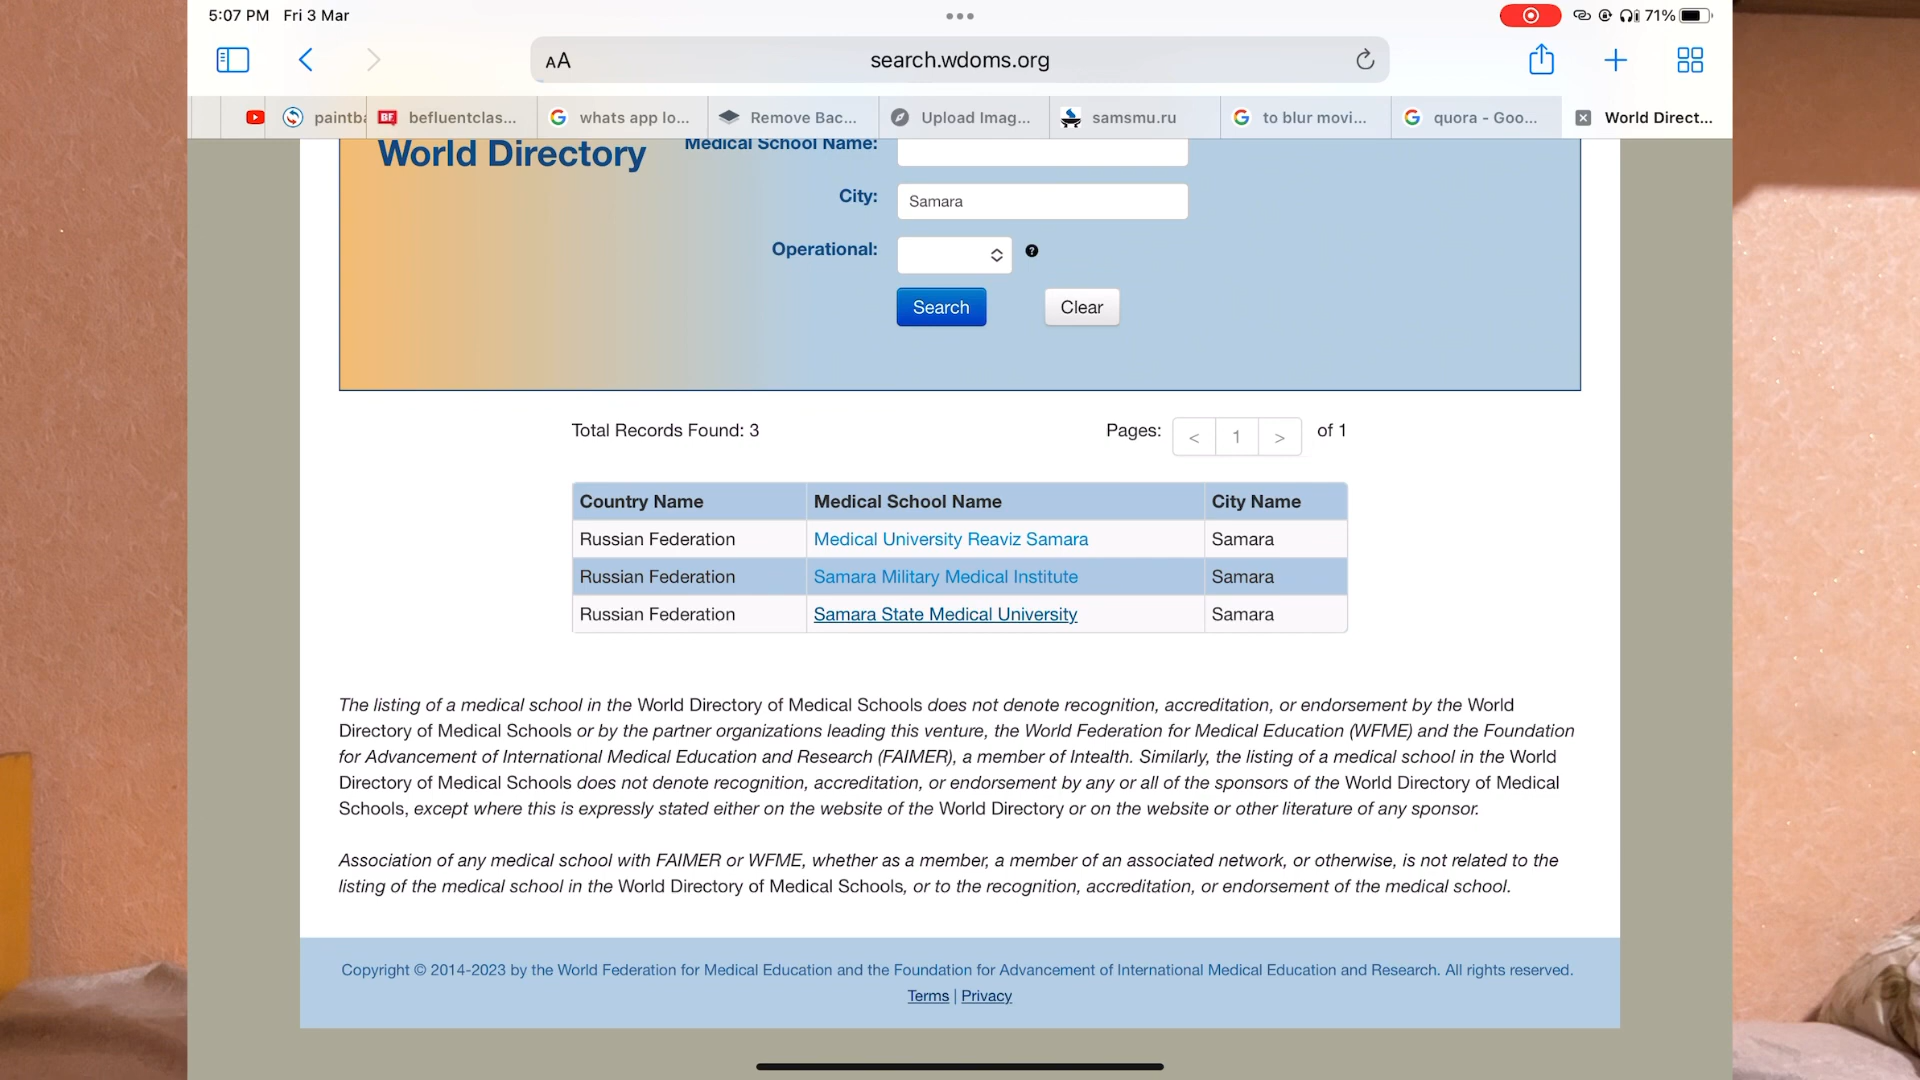 5:07 PM Fri 3 Mar
71%
AA search.wdoms.org
paintba
BF befluentclas...
whats app lo...
Remove Bac...
Upload Imag...
samsmu.ru
to blur movi...
quora - Goo...
World Direct...
World Directory
Medical School Name:
City: Samara
Operational:
Search Clear
Total Records Found: 3 Pages: < 1 > of 1
Country Name Medical School Name City Name
Russian Federation Medical University Reaviz Samara Samara
Russian Federation Samara Military Medical Institute Samara
Russian Federation Samara State Medical University Samara
The listing of a medical school in the World Directory of Medical Schools does not denote recognition, accreditation, or endorsement by the World
Directory of Medical Schools or by the partner organizations leading this venture, the World Federation for Medical Education (WFME) and the Foundation
for Advancement of International Medical Education and Research (FAIMER), a member of Intealth. Similarly, the listing of a medical school in the World
Directory of Medical Schools does not denote recognition, accreditation, or endorsement by any or all of the sponsors of the World Directory of Medical
Schools, except where this is expressly stated either on the website of the World Directory or on the website or other literature of any sponsor.
Association of any medical school with FAIMER or WFME, whether as a member, a member of an associated network, or otherwise, is not related to the
listing of the medical school in the World Directory of Medical Schools, or to the recognition, accreditation, or endorsement of the medical school.
Copyright © 2014-2023 by the World Federation for Medical Education and the Foundation for Advancement of International Medical Education and Research. All rights reserved.
Terms | Privacy